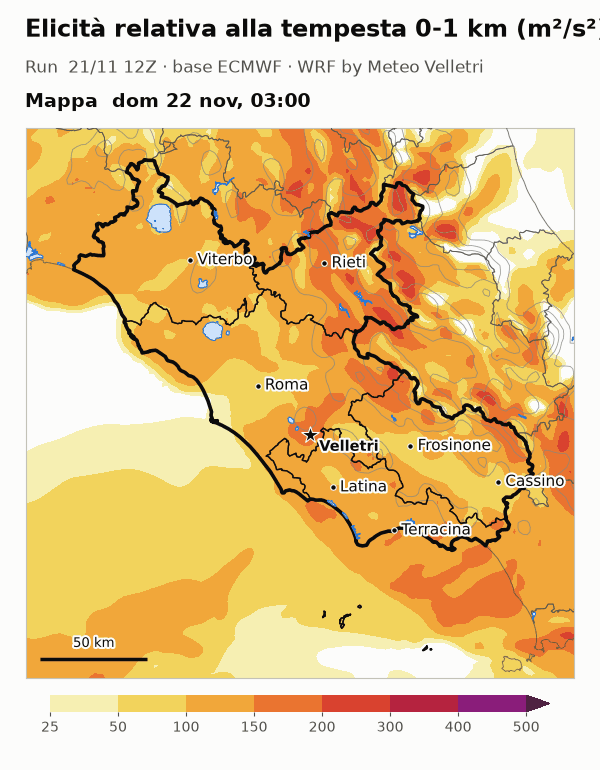 Elicità relativa alla tempesta 0-1 km (m²/s²)
Run  21/11 12Z · base ECMWF · WRF by Meteo Velletri
Mappa  dom 22 nov, 03:00
Viterbo
Rieti
Roma
Velletri
Frosinone
Cassino
Latina
Terracina
50 km
25 50 100 150 200 300 400 500